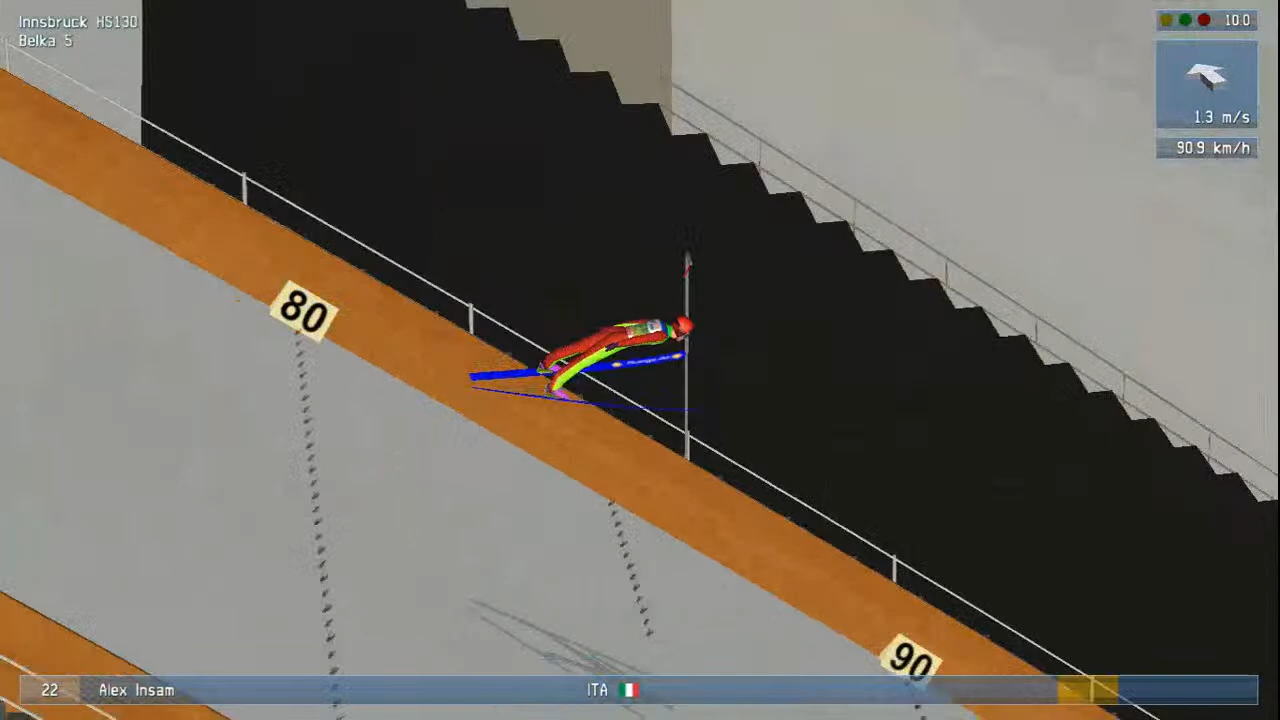 Innsbruck HS130
Belka 5
10.0
1.3 m/s
90.9 km/h
80
90
22 Alex Insam ITA